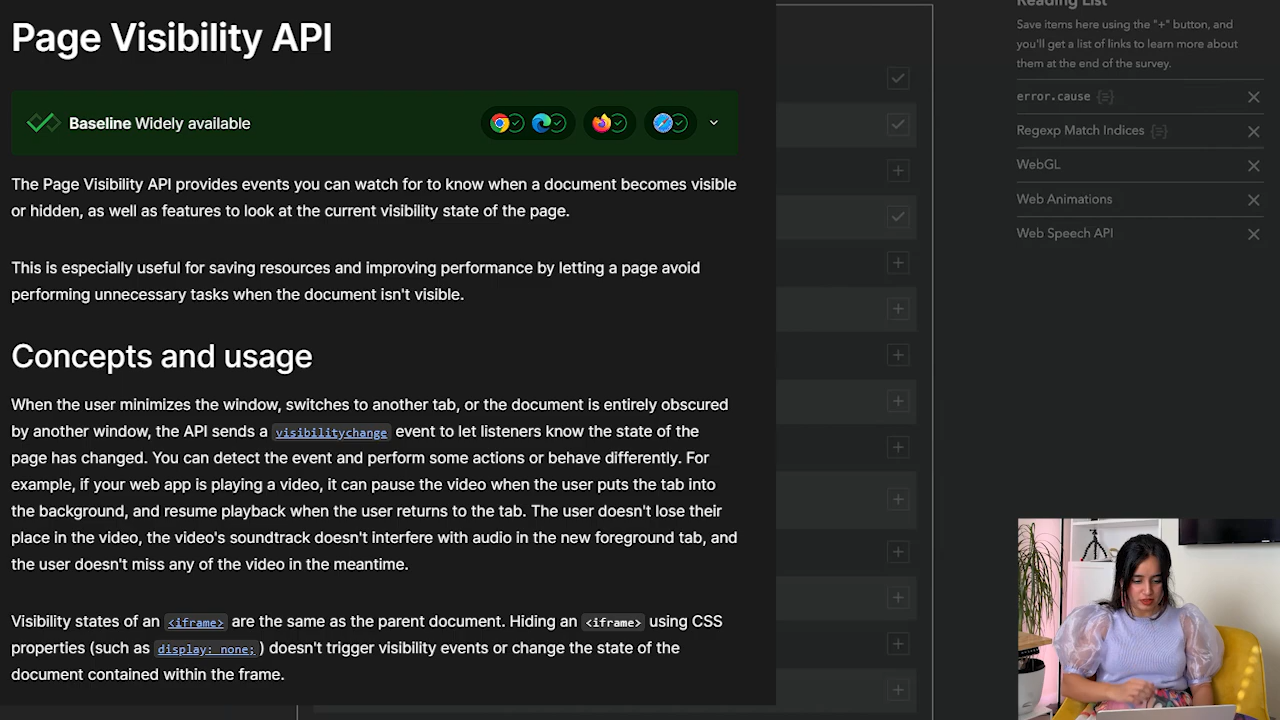 Page Visibility API
Baseline Widely available
The Page Visibility API provides events you can watch for to know when a document becomes visible
or hidden, as well as features to look at the current visibility state of the page.
This is especially useful for saving resources and improving performance by letting a page avoid
performing unnecessary tasks when the document isn't visible.
Concepts and usage
When the user minimizes the window, switches to another tab, or the document is entirely obscured
by another window, the API sends a visibilitychange event to let listeners know the state of the
page has changed. You can detect the event and perform some actions or behave differently. For
example, if your web app is playing a video, it can pause the video when the user puts the tab into
the background, and resume playback when the user returns to the tab. The user doesn't lose their
place in the video, the video's soundtrack doesn't interfere with audio in the new foreground tab, and
the user doesn't miss any of the video in the meantime.
Visibility states of an <iframe> are the same as the parent document. Hiding an <iframe> using CSS
properties (such as display: none;) doesn't trigger visibility events or change the state of the
document contained within the frame.
Reading List
Save items here using the "+" button, and
you'll get a list of links to learn more about
them at the end of the survey.
error.cause
Regexp Match Indices
WebGL
Web Animations
Web Speech API